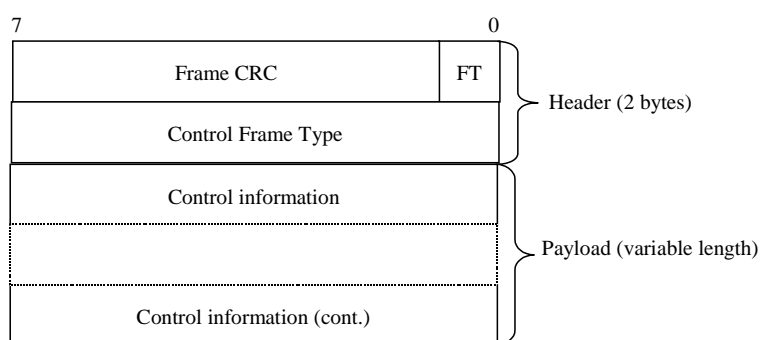 7 0
Frame CRC FT
Header (2 bytes)
Control Frame Type
Control information
Payload (variable length)
Control information (cont.)